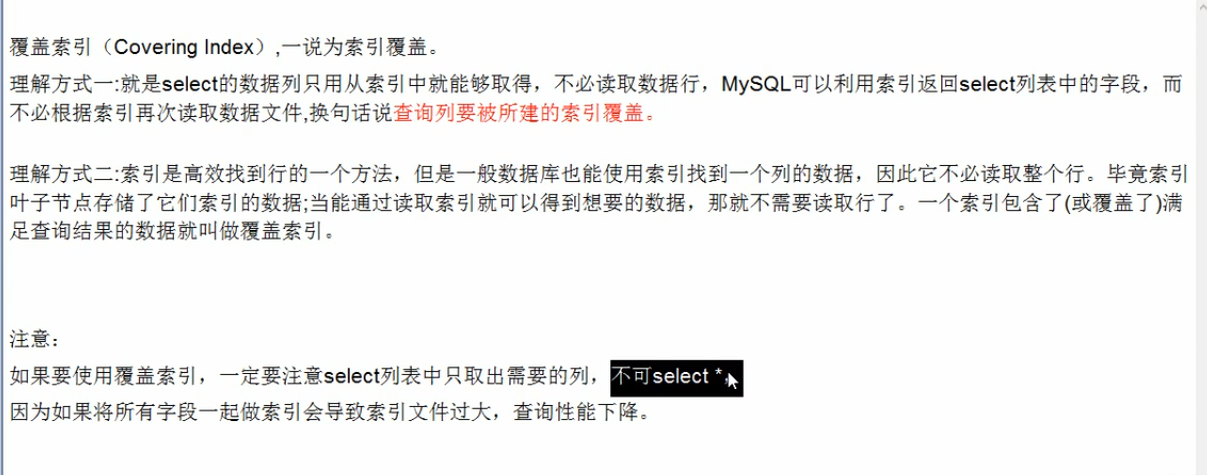 覆盖索引（Covering Index）,一说为索引覆盖。
理解方式一:就是select的数据列只用从索引中就能够取得，不必读取数据行，MySQL可以利用索引返回select列表中的字段，而
不必根据索引再次读取数据文件,换句话说查询列要被所建的索引覆盖。
理解方式二:索引是高效找到行的一个方法，但是一般数据库也能使用索引找到一个列的数据，因此它不必读取整个行。毕竟索引
叶子节点存储了它们索引的数据;当能通过读取索引就可以得到想要的数据，那就不需要读取行了。一个索引包含了(或覆盖了)满
足查询结果的数据就叫做覆盖索引。
注意：
如果要使用覆盖索引，一定要注意select列表中只取出需要的列，不可select *，
因为如果将所有字段一起做索引会导致索引文件过大，查询性能下降。